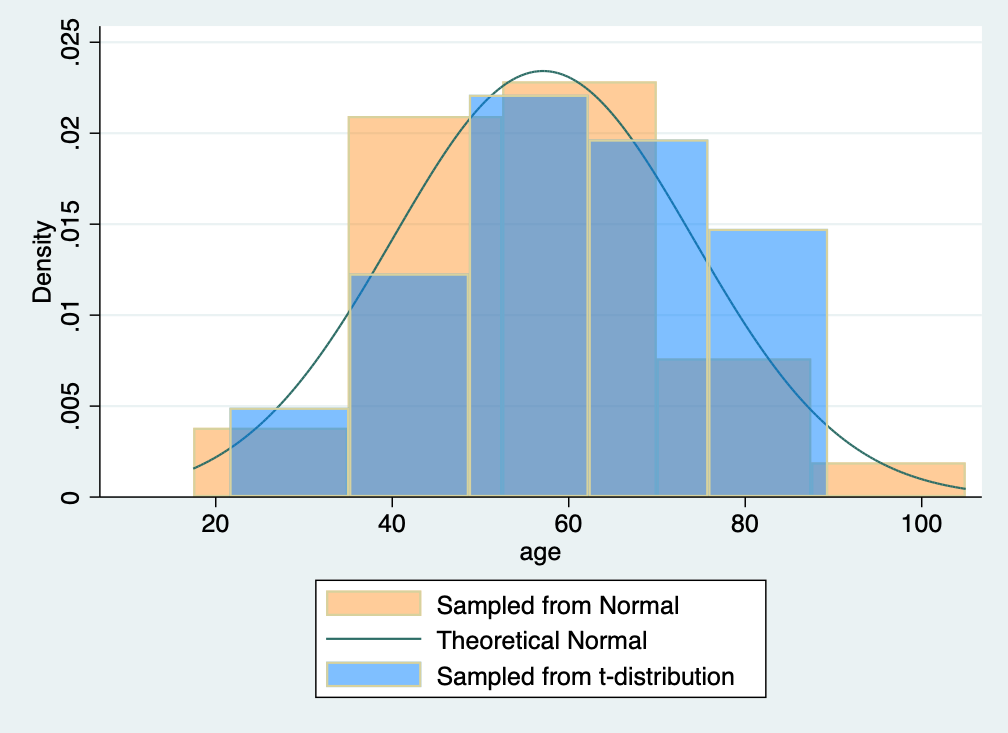 .025
.02
.015
.01
.005
0
Density
20 40 60 80 100
age
Sampled from Normal
Theoretical Normal
Sampled from t-distribution